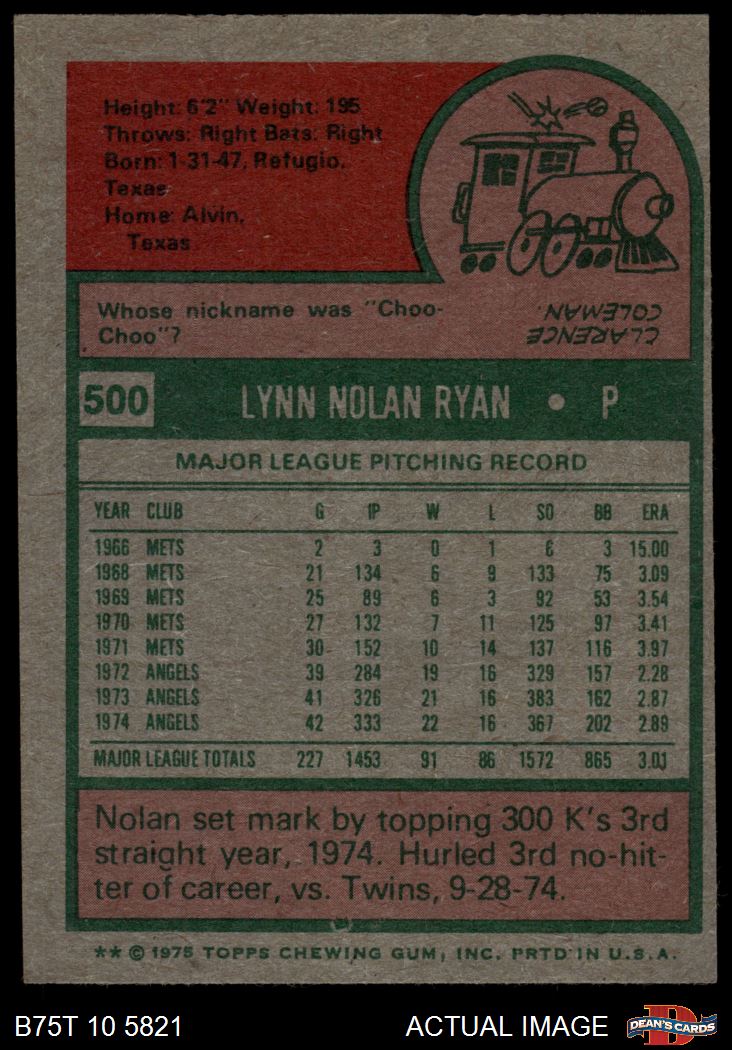 Height: 6'2" Weight: 195
Throws: Right Bats: Right
Born: 1-31-47, Refugio,
Texas
Home: Alvin,
Texas
Whose nickname was "Choo-
Choo"?
CLARENCE
COLEMAN.
500 LYNN NOLAN RYAN • P
MAJOR LEAGUE PITCHING RECORD
YEAR CLUB G IP W L SO BB ERA
1966 METS 2 3 0 1 6 3 15.00
1968 METS 21 134 6 9 133 75 3.09
1969 METS 25 89 6 3 92 53 3.54
1970 METS 27 132 7 11 125 97 3.41
1971 METS 30 152 10 14 137 116 3.97
1972 ANGELS 39 284 19 16 329 157 2.28
1973 ANGELS 41 326 21 16 383 162 2.87
1974 ANGELS 42 333 22 16 367 202 2.89
MAJOR LEAGUE TOTALS 227 1453 91 86 1572 865 3.01
Nolan set mark by topping 300 K's 3rd
straight year, 1974. Hurled 3rd no-hit-
ter of career, vs. Twins, 9-28-74.
** © 1975 TOPPS CHEWING GUM, INC. PRTD IN U.S.A.
B75T 10 5821 ACTUAL IMAGE DEAN'S CARDS